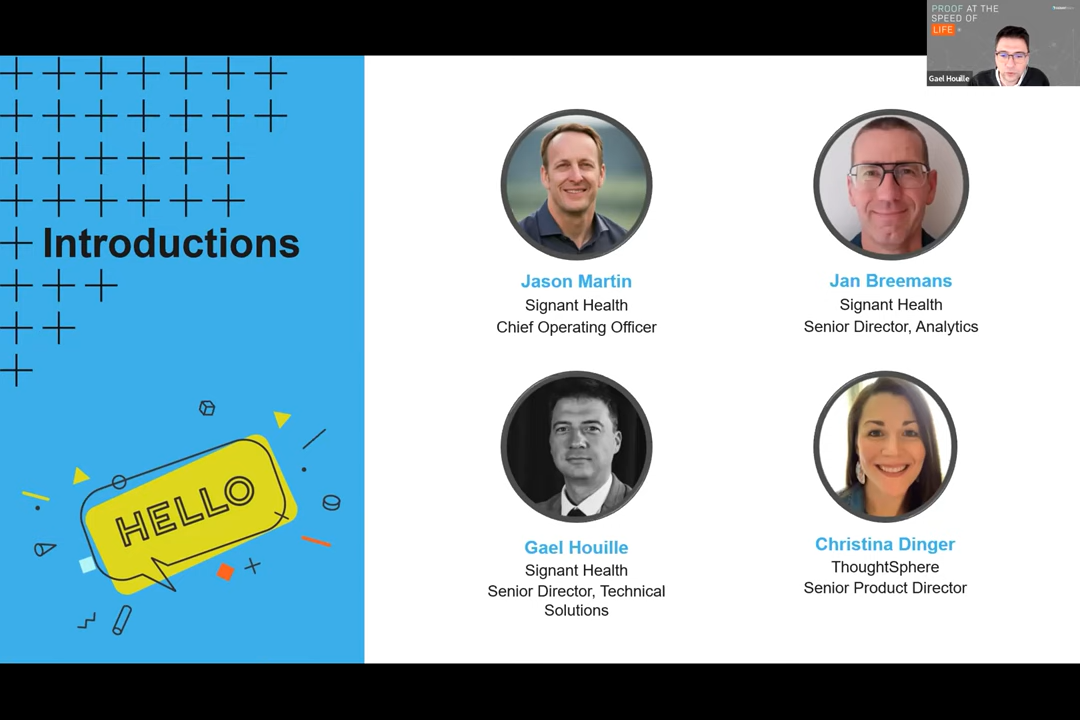 PROOF AT THE
SPEED OF
LIFE
Gael Houille
Introductions
HELLO
Jason Martin
Signant Health
Chief Operating Officer
Jan Breemans
Signant Health
Senior Director, Analytics
Gael Houille
Signant Health
Senior Director, Technical
Solutions
Christina Dinger
ThoughtSphere
Senior Product Director